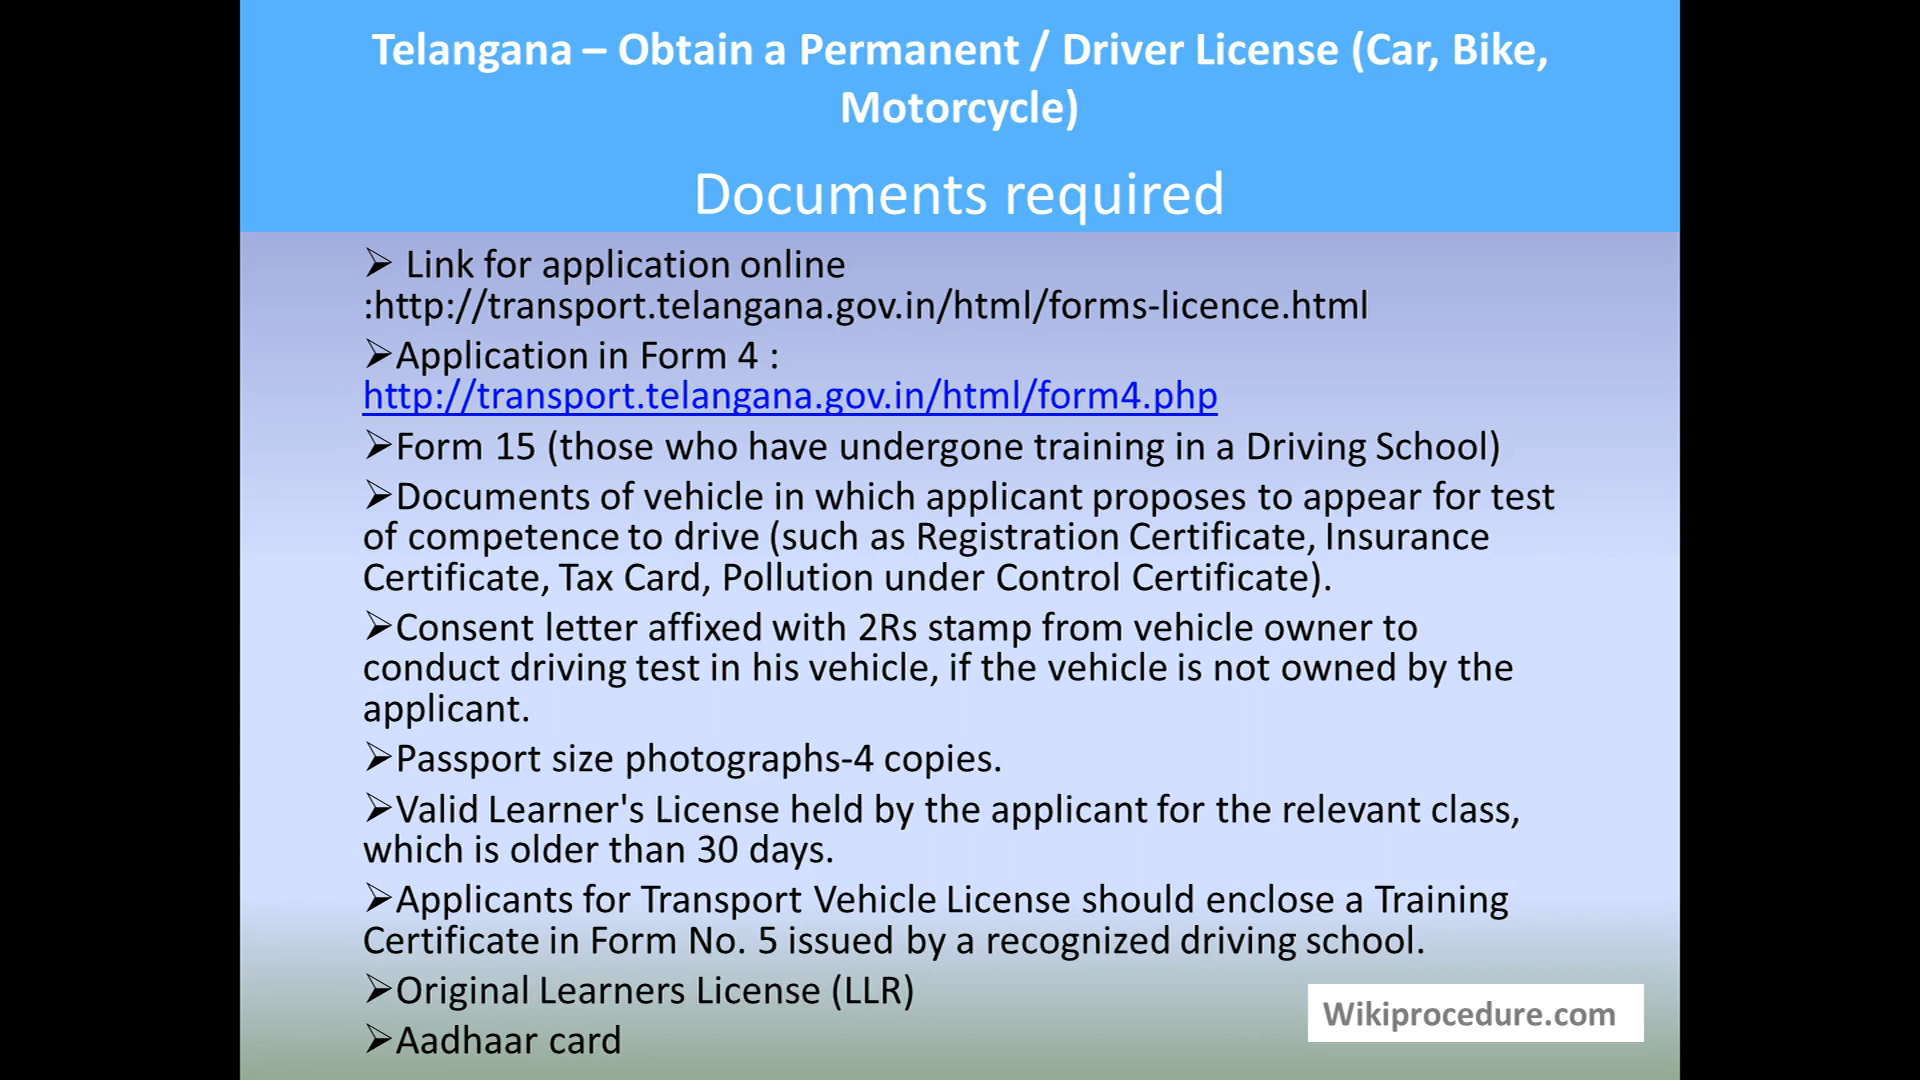 Telangana – Obtain a Permanent / Driver License (Car, Bike,
Motorcycle)
Documents required
➢ Link for application online
:http://transport.telangana.gov.in/html/forms-licence.html
➢Application in Form 4 :
http://transport.telangana.gov.in/html/form4.php
➢Form 15 (those who have undergone training in a Driving School)
➢Documents of vehicle in which applicant proposes to appear for test
of competence to drive (such as Registration Certificate, Insurance
Certificate, Tax Card, Pollution under Control Certificate).
➢Consent letter affixed with 2Rs stamp from vehicle owner to
conduct driving test in his vehicle, if the vehicle is not owned by the
applicant.
➢Passport size photographs-4 copies.
➢Valid Learner's License held by the applicant for the relevant class,
which is older than 30 days.
➢Applicants for Transport Vehicle License should enclose a Training
Certificate in Form No. 5 issued by a recognized driving school.
➢Original Learners License (LLR)
➢Aadhaar card
Wikiprocedure.com